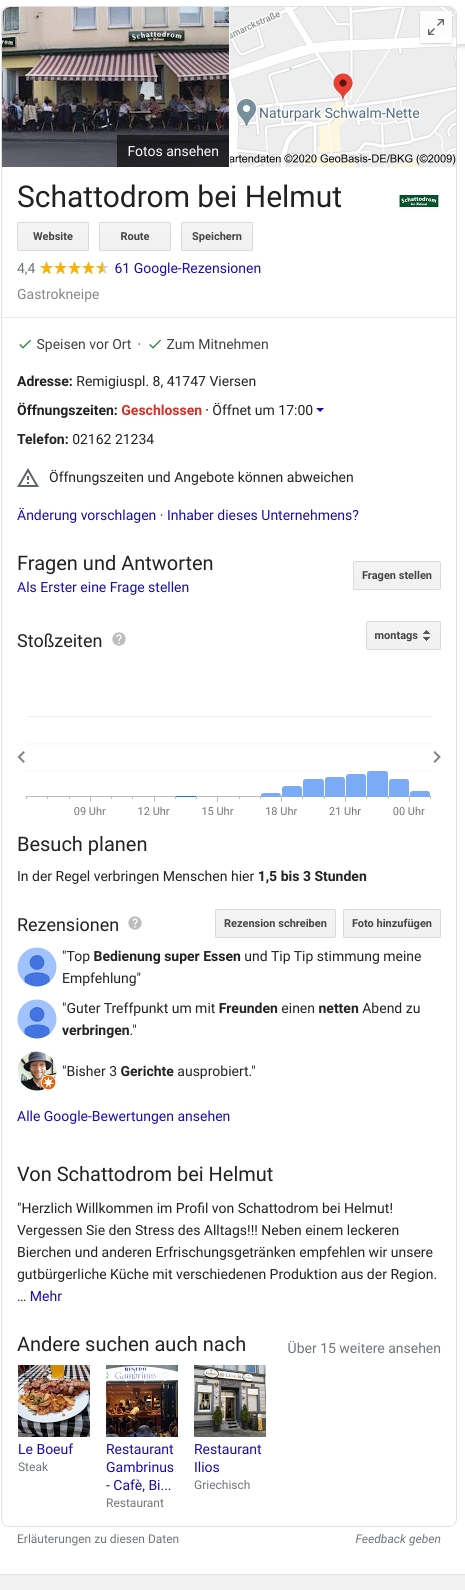 Schattodrom
bei Helmut
Fotos ansehen
Naturpark Schwalm-Nette
artendaten ©2020 GeoBasis-DE/BKG (©2009)
Schattodrom bei Helmut
Schattodrom
bei Helmut
Website
Route
Speichern
4,4 61 Google-Rezensionen
Gastrokneipe
Speisen vor Ort · Zum Mitnehmen
Adresse: Remigiuspl. 8, 41747 Viersen
Öffnungszeiten: Geschlossen · Öffnet um 17:00
Telefon: 02162 21234
Öffnungszeiten und Angebote können abweichen
Änderung vorschlagen · Inhaber dieses Unternehmens?
Fragen und Antworten
Als Erster eine Frage stellen
Fragen stellen
Stoßzeiten ?
montags
09 Uhr 12 Uhr 15 Uhr 18 Uhr 21 Uhr 00 Uhr
Besuch planen
In der Regel verbringen Menschen hier 1,5 bis 3 Stunden
Rezensionen ?
Rezension schreiben
Foto hinzufügen
"Top Bedienung super Essen und Tip Tip stimmung meine
Empfehlung"
"Guter Treffpunkt um mit Freunden einen netten Abend zu
verbringen."
"Bisher 3 Gerichte ausprobiert."
Alle Google-Bewertungen ansehen
Von Schattodrom bei Helmut
"Herzlich Willkommen im Profil von Schattodrom bei Helmut!
Vergessen Sie den Stress des Alltags!!! Neben einem leckeren
Bierchen und anderen Erfrischungsgetränken empfehlen wir unsere
gutbürgerliche Küche mit verschiedenen Produktion aus der Region.
... Mehr
Andere suchen auch nach
Über 15 weitere ansehen
BISTRO
Gambrinus
Le Boeuf
Steak
Restaurant
Gambrinus
- Cafè, Bi...
Restaurant
Restaurant
Ilios
Griechisch
Erläuterungen zu diesen Daten
Feedback geben